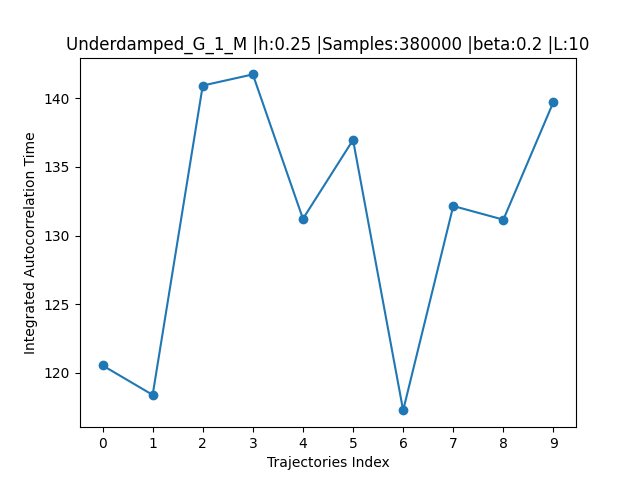 Underdamped_G_1_M |h:0.25 |Samples:380000 |beta:0.2 |L:10
Integrated Autocorrelation Time
140
135
130
125
120
0 1 2 3 4 5 6 7 8 9
Trajectories Index